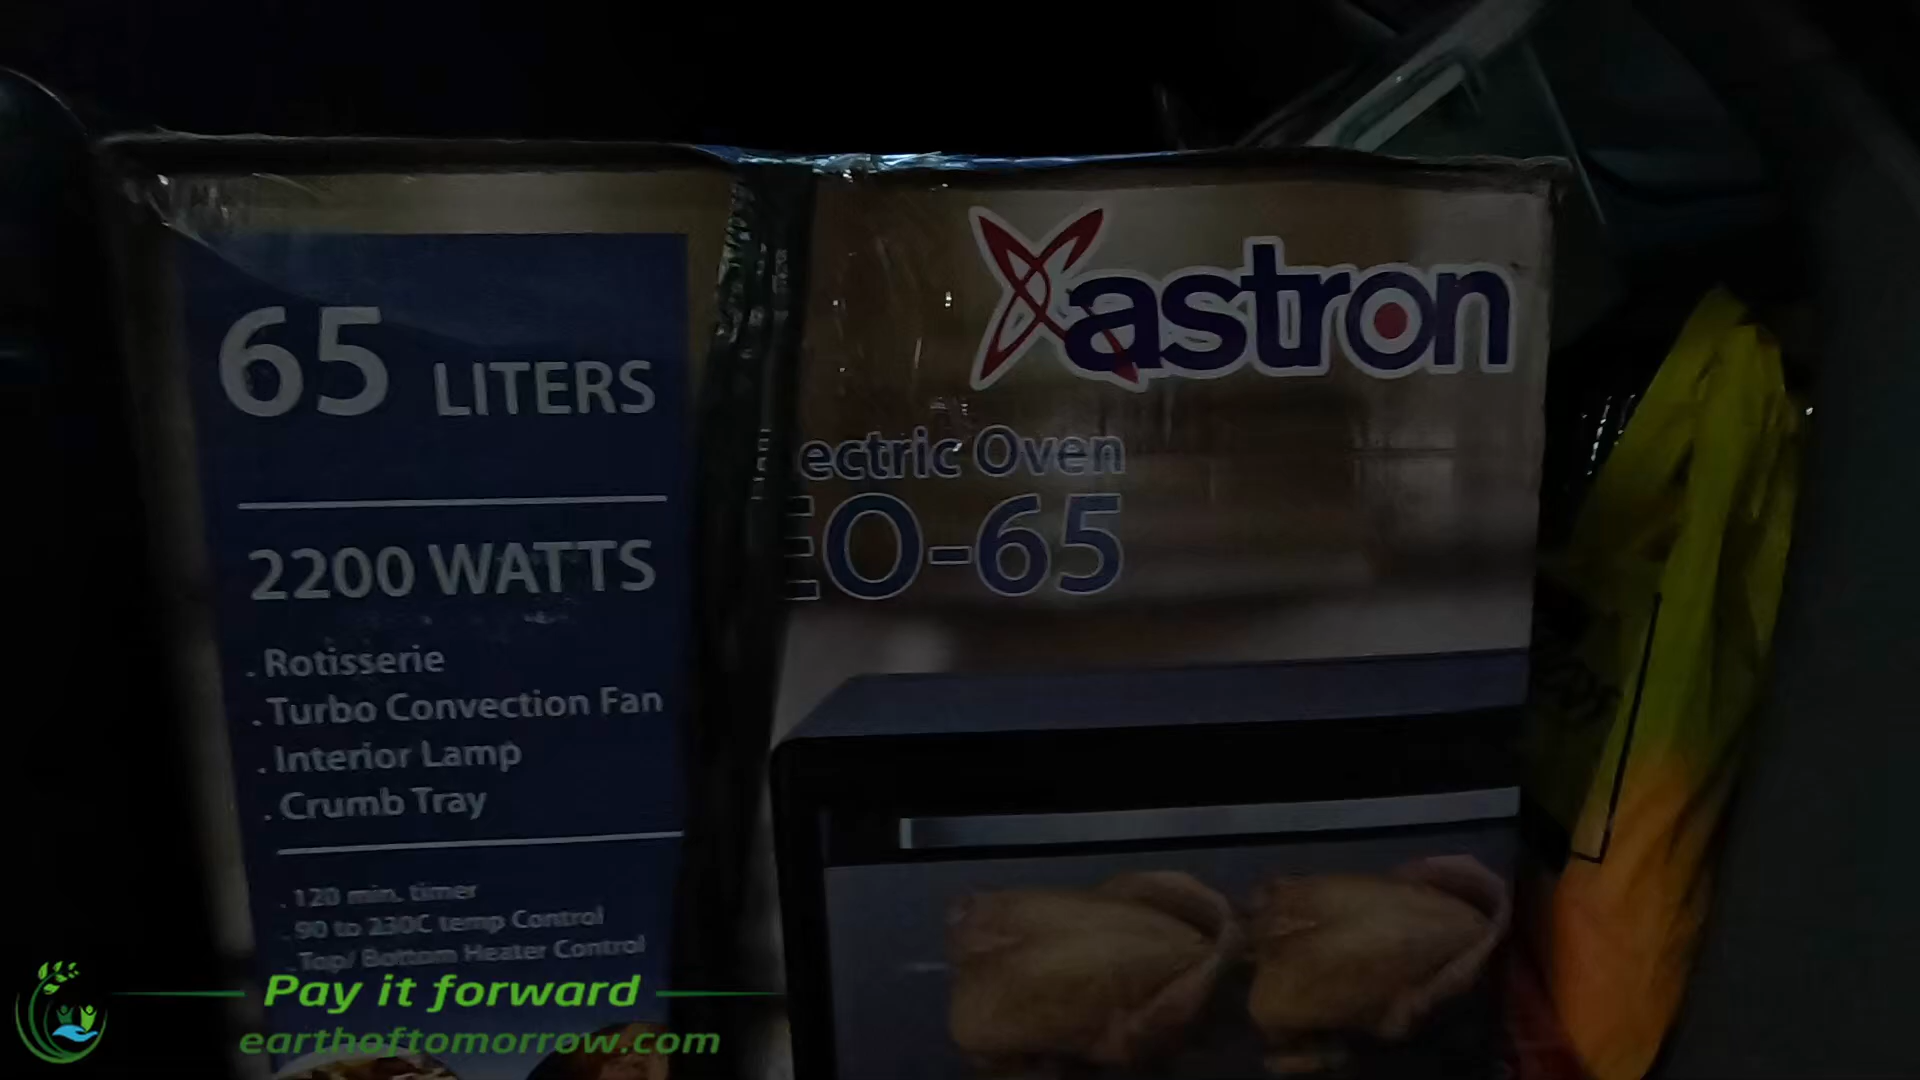 65 LITERS
2200 WATTS
. Rotisserie
. Turbo Convection Fan
. Interior Lamp
. Crumb Tray
. 120 min. timer
. 90 to 230C temp Control
. Top/ Bottom Heater Control
astron
ectric Oven
EO-65
Pay it forward
earthoftomorrow.com